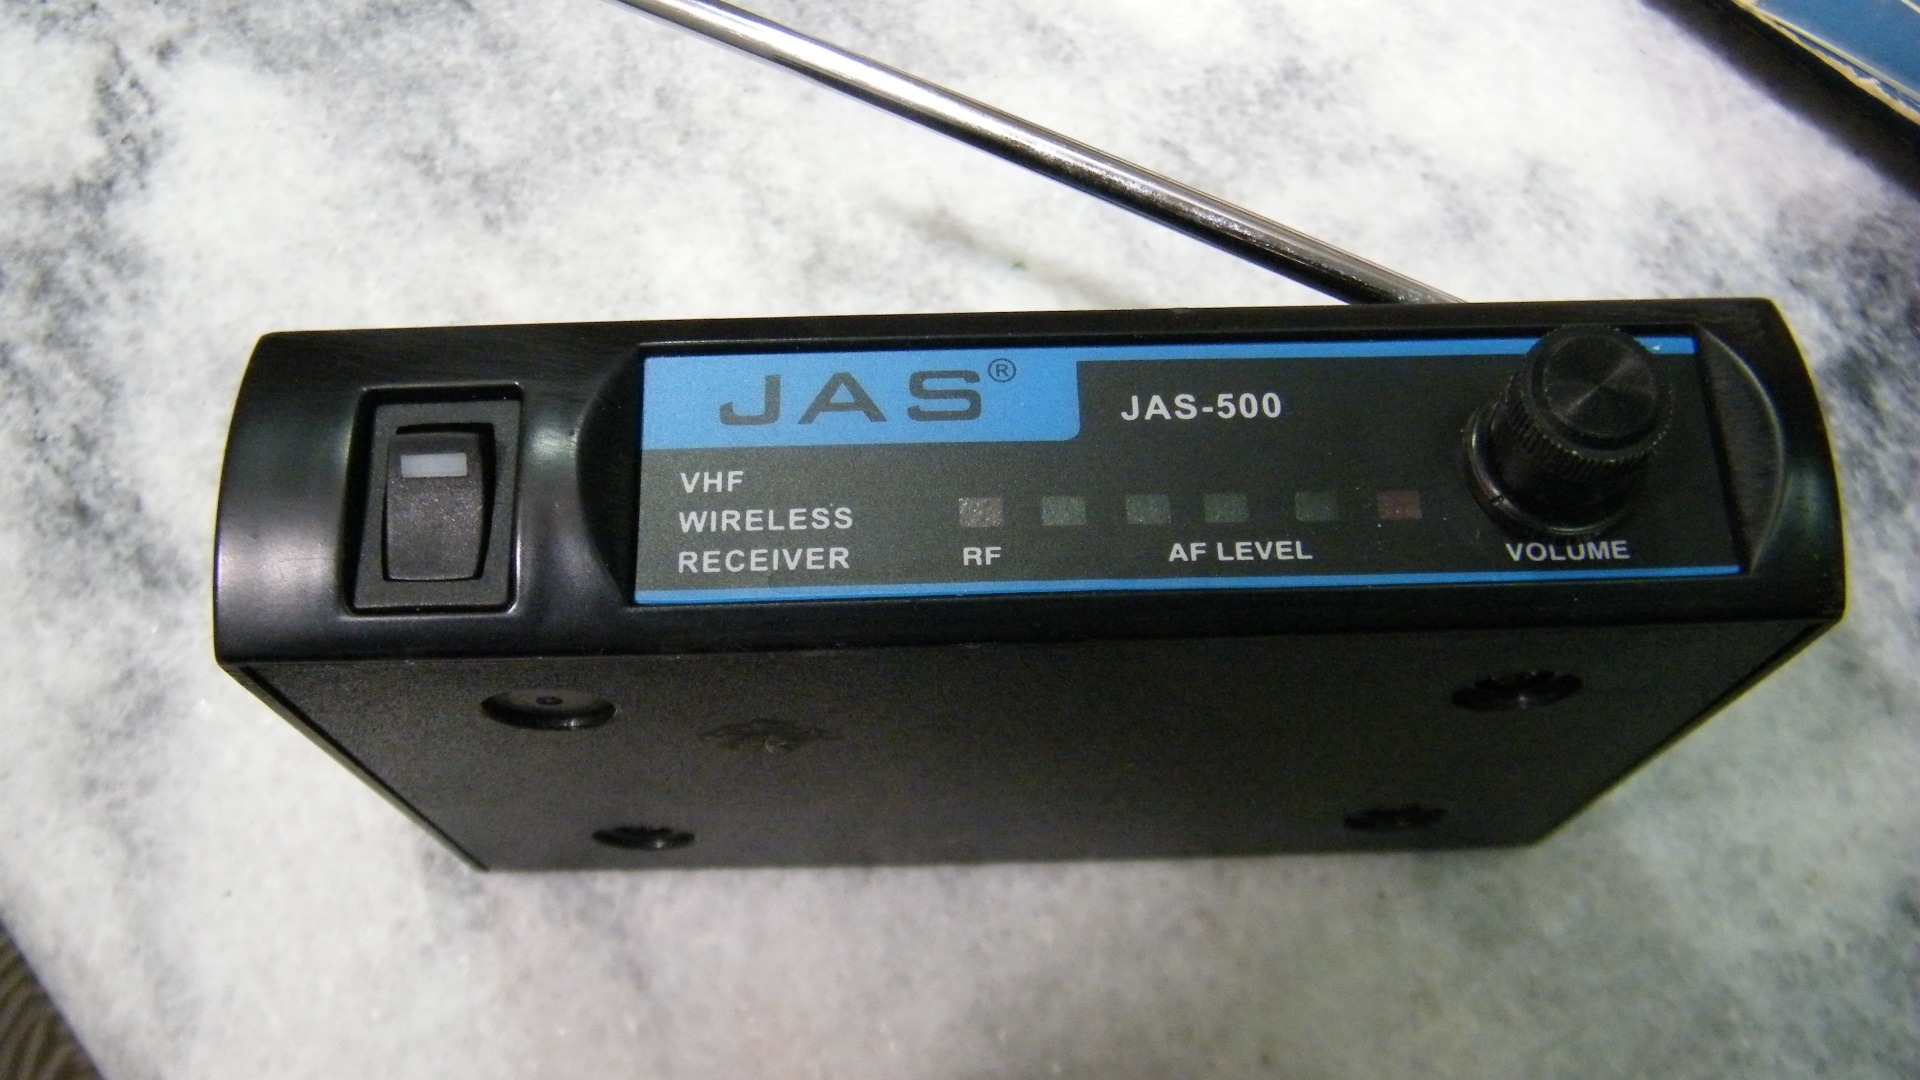 JAS®
JAS-500
VHF
WIRELESS
RECEIVER
RF
AF LEVEL
VOLUME